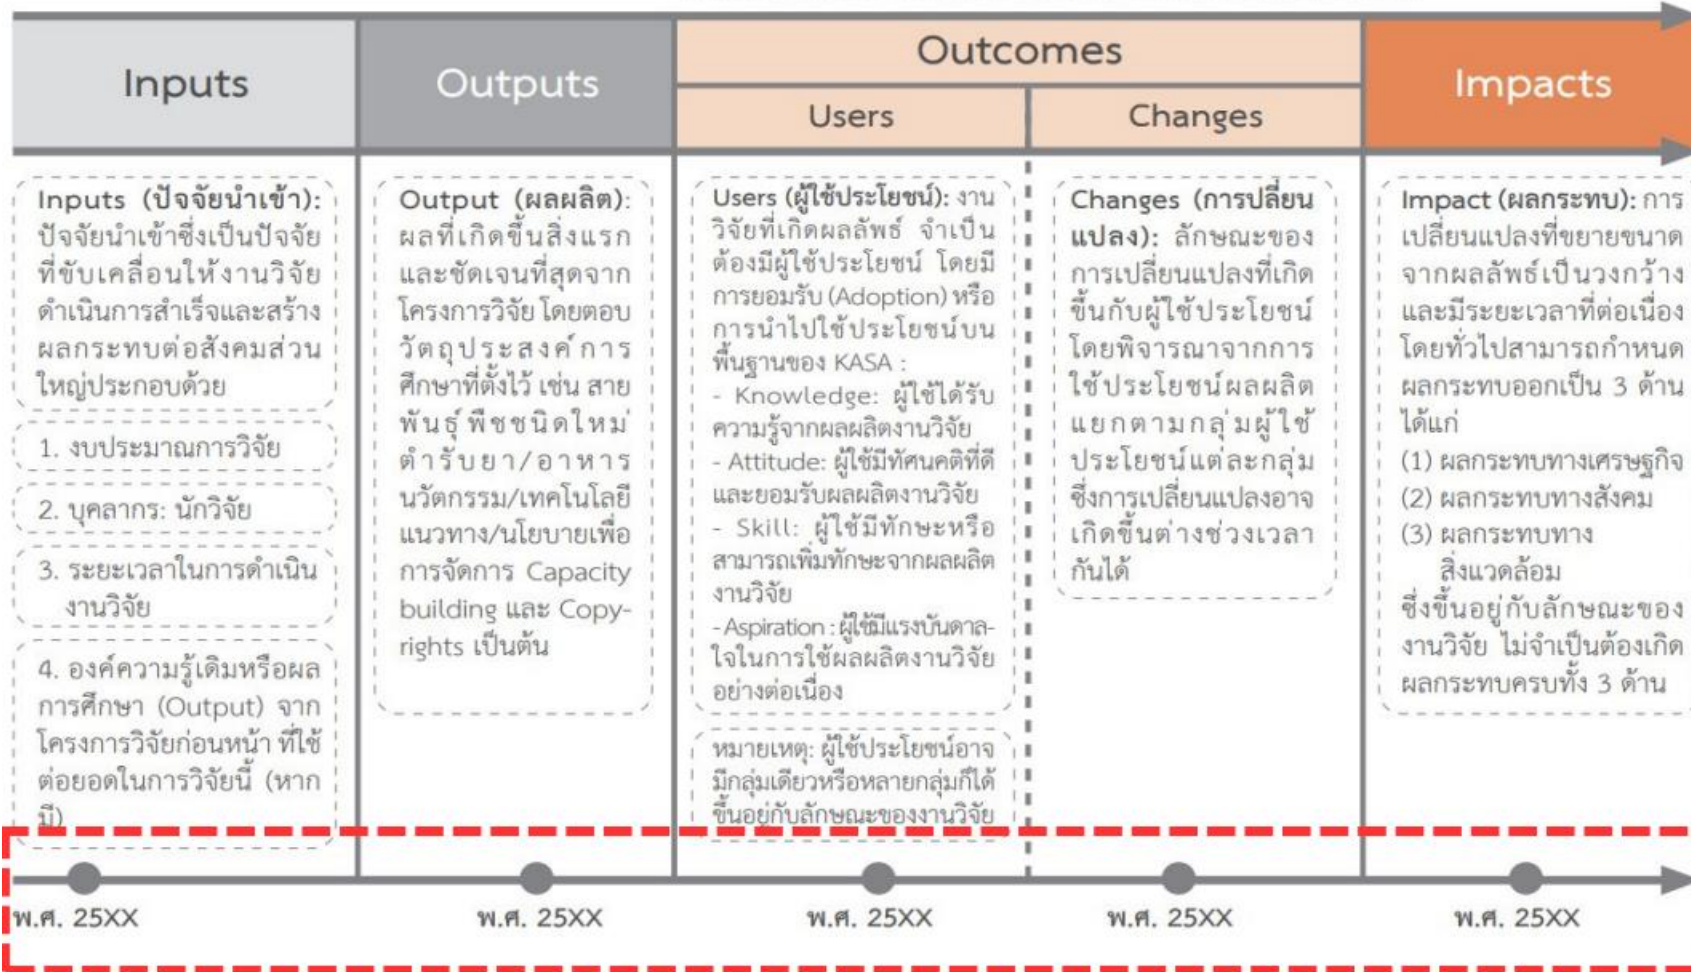 Inputs
Outputs
Outcomes
Users
Changes
Impacts
Inputs (ปัจจัยนำเข้า):
ปัจจัยนำเข้าซึ่งเป็นปัจจัย
ที่ขับเคลื่อนให้งานวิจัย
ดำเนินการสำเร็จและสร้าง
ผลกระทบต่อสังคมส่วน
ใหญ่ประกอบด้วย
1. งบประมาณการวิจัย
2. บุคลากร: นักวิจัย
3. ระยะเวลาในการดำเนิน
งานวิจัย
4. องค์ความรู้เดิมหรือผล
การศึกษา (Output) จาก
โครงการวิจัยก่อนหน้า ที่ใช้
ต่อยอดในการวิจัยนี้ (หาก
มี)
Output (ผลผลิต):
ผลที่เกิดขึ้นสิ่งแรก
และชัดเจนที่สุดจาก
โครงการวิจัย โดยตอบ
วัตถุประสงค์การ
ศึกษาที่ตั้งไว้ เช่น สาย
พันธุ์พืชชนิดใหม่
ตำรับยา/อาหาร
นวัตกรรม/เทคโนโลยี
แนวทาง/นโยบายเพื่อ
การจัดการ Capacity
building และ Copy-
rights เป็นต้น
Users (ผู้ใช้ประโยชน์): งาน
วิจัยที่เกิดผลลัพธ์ จำเป็น
ต้องมีผู้ใช้ประโยชน์ โดยมี
การยอมรับ (Adoption) หรือ
การนำไปใช้ประโยชน์บน
พื้นฐานของ KASA :
- Knowledge: ผู้ใช้ได้รับ
ความรู้จากผลผลิตงานวิจัย
- Attitude: ผู้ใช้มีทัศนคติที่ดี
และยอมรับผลผลิตงานวิจัย
- Skill: ผู้ใช้มีทักษะหรือ
สามารถเพิ่มทักษะจากผลผลิต
งานวิจัย
- Aspiration : ผู้ใช้มีแรงบันดาล-
ใจในการใช้ผลผลิตงานวิจัย
อย่างต่อเนื่อง
หมายเหตุ: ผู้ใช้ประโยชน์อาจ
มีกลุ่มเดียวหรือหลายกลุ่มก็ได้
ขึ้นอยู่กับลักษณะของงานวิจัย
Changes (การเปลี่ยน
แปลง): ลักษณะของ
การเปลี่ยนแปลงที่เกิด
ขึ้นกับผู้ใช้ประโยชน์
โดยพิจารณาจากการ
ใช้ประโยชน์ผลผลิต
แยกตามกลุ่มผู้ใช้
ประโยชน์แต่ละกลุ่ม
ซึ่งการเปลี่ยนแปลงอาจ
เกิดขึ้นต่างช่วงเวลา
กันได้
Impact (ผลกระทบ): การ
เปลี่ยนแปลงที่ขยายขนาด
จากผลลัพธ์เป็นวงกว้าง
และมีระยะเวลาที่ต่อเนื่อง
โดยทั่วไปสามารถกำหนด
ผลกระทบออกเป็น 3 ด้าน
ได้แก่
(1) ผลกระทบทางเศรษฐกิจ
(2) ผลกระทบทางสังคม
(3) ผลกระทบทาง
สิ่งแวดล้อม
ซึ่งขึ้นอยู่กับลักษณะของ
งานวิจัย ไม่จำเป็นต้องเกิด
ผลกระทบครบทั้ง 3 ด้าน
พ.ศ. 25XX
พ.ศ. 25XX
พ.ศ. 25XX
พ.ศ. 25XX
พ.ศ. 25XX